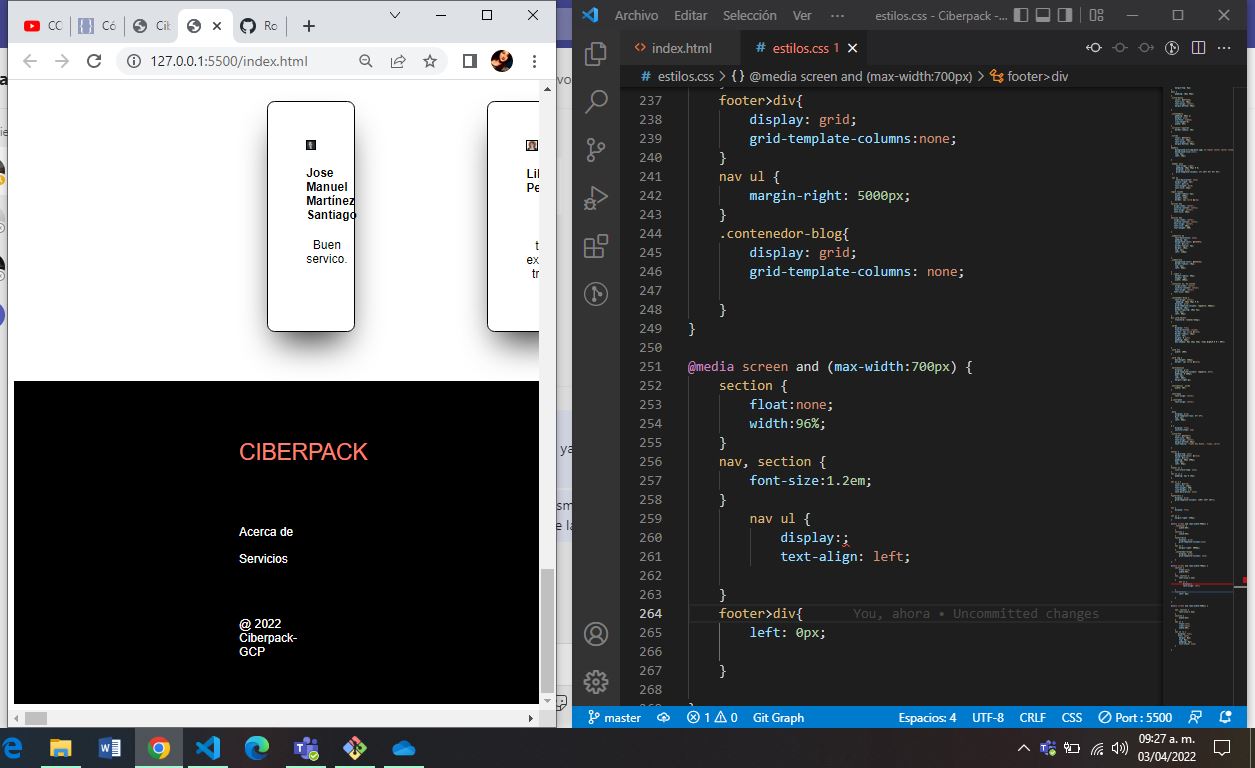 CC
Có
Cib
Ro
127.0.0.1:5500/index.html
Jose
Manuel
Martínez
Santiago
Buen
servico.
Lil
Pe
t
ex
tr
CIBERPACK
Acerca de
Servicios
@ 2022
Ciberpack-
GCP
vo
ya
Archivo Editar Selección Ver ··· estilos.css - Ciberpack -...
<> index.html # estilos.css 1
# estilos.css > {} @media screen and (max-width:700px) > footer>div
237 footer>div{
238 display: grid;
239 grid-template-columns:none;
240 }
241 nav ul {
242 margin-right: 5000px;
243 }
244 .contenedor-blog{
245 display: grid;
246 grid-template-columns: none;
247
248 }
249 }
250
251 @media screen and (max-width:700px) {
252 section {
253 float:none;
254 width:96%;
255 }
256 nav, section {
257 font-size:1.2em;
258 }
259 nav ul {
260 display:;
261 text-align: left;
262
263 }
264 footer>div{ You, ahora • Uncommitted changes
265 left: 0px;
266
267 }
268
master 1 0 Git Graph Espacios: 4 UTF-8 CRLF CSS Port : 5500
09:27 a. m.
03/04/2022